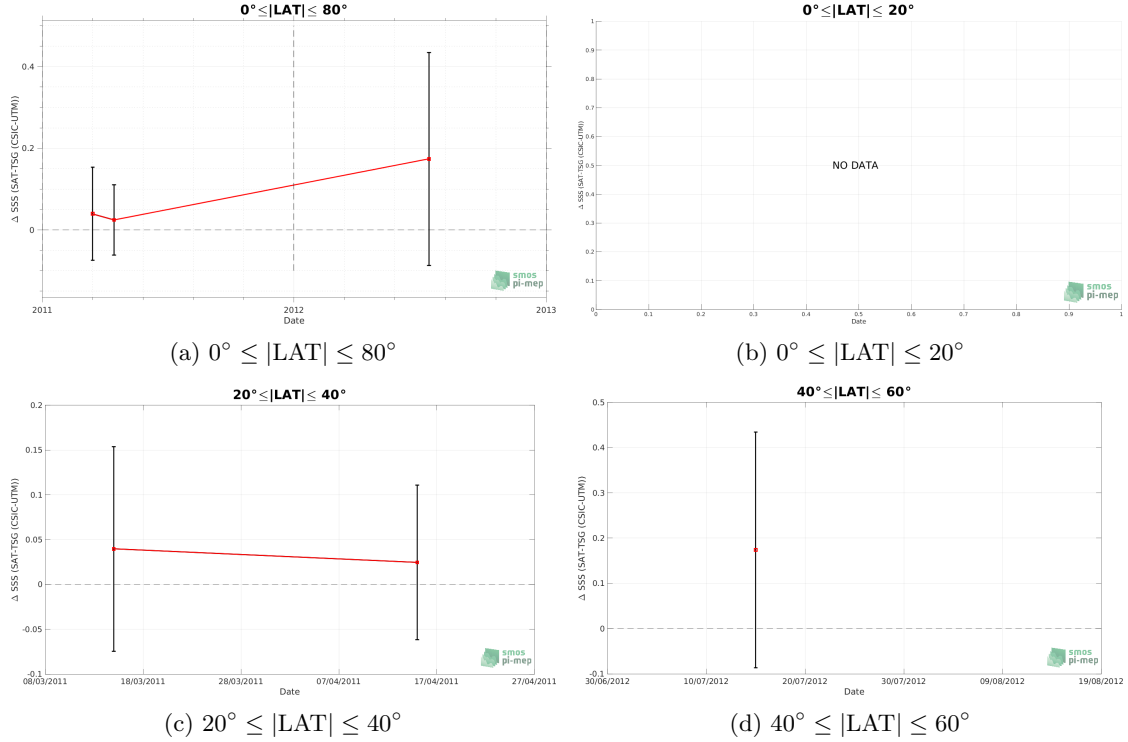 0°≤|LAT|≤ 80°
Δ SSS (SAT-TSG (CSIC-UTM))
0.4
0.2
0
2011
2012
2013
Date
smos
pi-mep
(a) 0° ≤ |LAT| ≤ 80°
0°≤|LAT|≤ 20°
Δ SSS (SAT-TSG (CSIC-UTM))
1
0.9
0.8
0.7
0.6
0.5
0.4
0.3
0.2
0.1
0
NO DATA
0
0.1
0.2
0.3
0.4
0.5
0.6
0.7
0.8
0.9
1
Date
smos
pi-mep
(b) 0° ≤ |LAT| ≤ 20°
20°≤|LAT|≤ 40°
Δ SSS (SAT-TSG (CSIC-UTM))
0.2
0.15
0.1
0.05
0
-0.05
-0.1
08/03/2011
18/03/2011
28/03/2011
07/04/2011
17/04/2011
27/04/2011
Date
smos
pi-mep
(c) 20° ≤ |LAT| ≤ 40°
40°≤|LAT|≤ 60°
Δ SSS (SAT-TSG (CSIC-UTM))
0.5
0.4
0.3
0.2
0.1
0
-0.1
30/06/2012
10/07/2012
20/07/2012
30/07/2012
09/08/2012
19/08/2012
Date
smos
pi-mep
(d) 40° ≤ |LAT| ≤ 60°